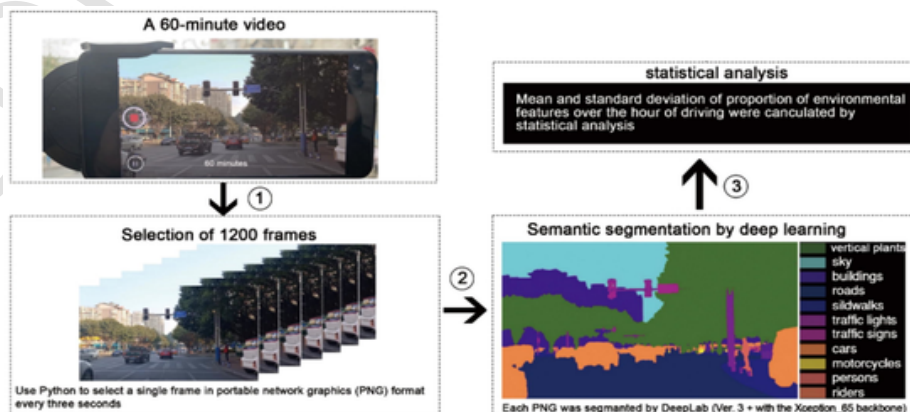 A 60-minute video
60 minutes
1
Selection of 1200 frames
Use Python to select a single frame in portable network graphics (PNG) format
every three seconds
2
Semantic segmentation by deep learning
vertical plants
sky
buildings
roads
sildwalks
traffic lights
traffic signs
cars
motorcycles
persons
riders
Each PNG was segmanted by DeepLab (Ver. 3 + with the Xception_65 backbone)
3
statistical analysis
Mean and standard deviation of proportion of environmental
features over the hour of driving were canculated by
statistical analysis